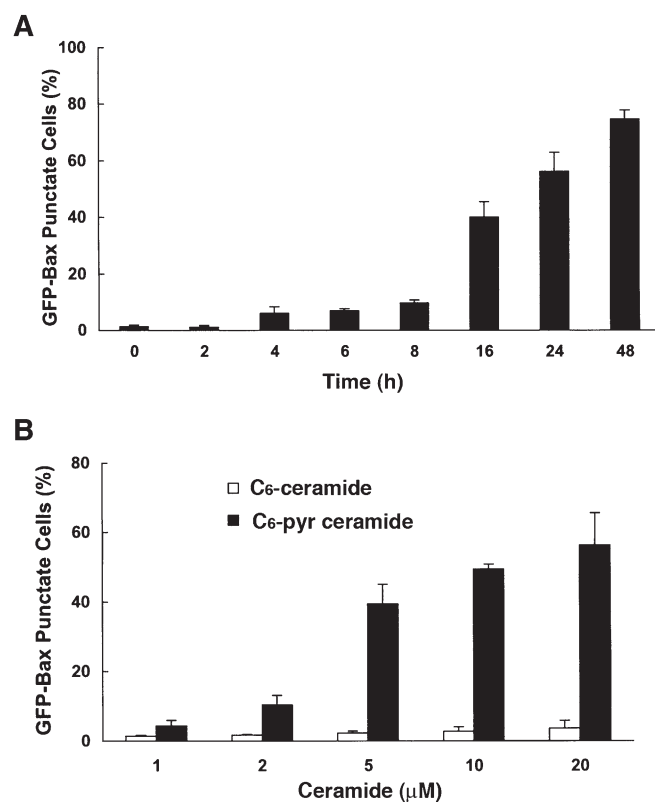 A
GFP-Bax Punctate Cells (%)
100
80
60
40
20
0
0 2 4 6 8 16 24 48
Time (h)
B
GFP-Bax Punctate Cells (%)
80
60
40
20
0
C₆-ceramide
C₆-pyr ceramide
1 2 5 10 20
Ceramide (μM)